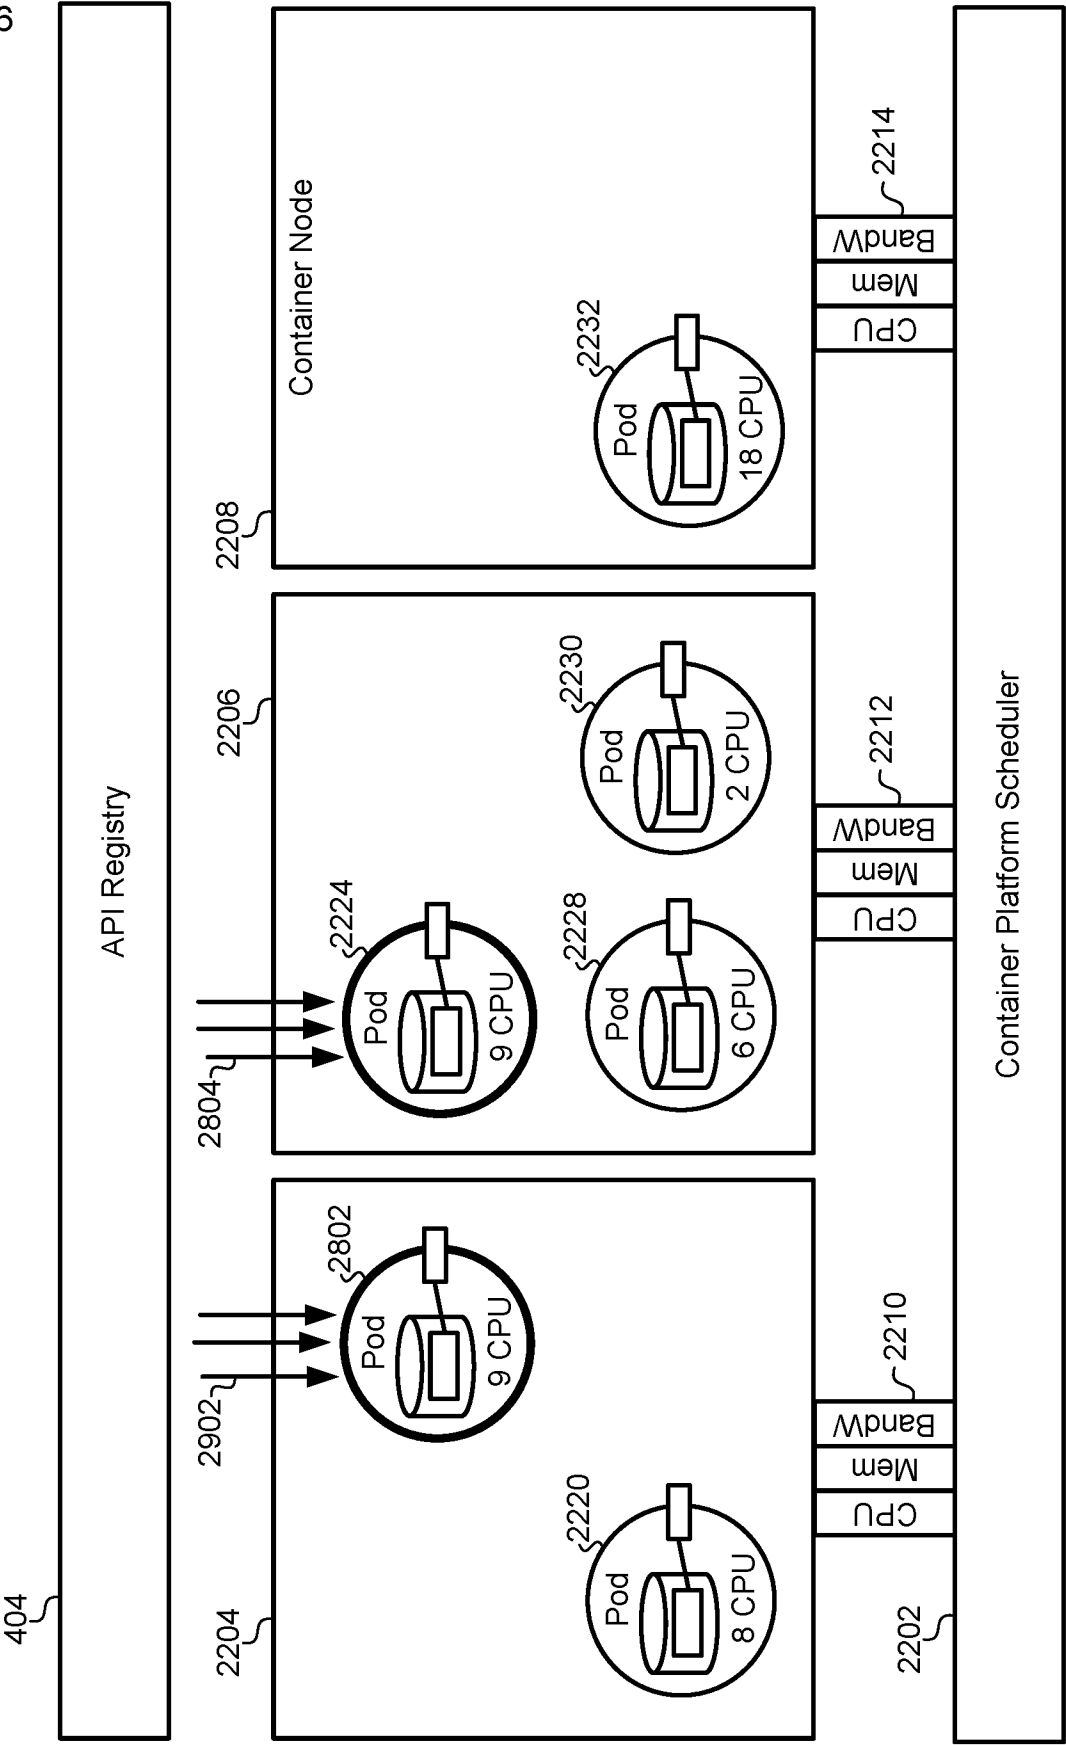 6
404
API Registry
2204
2902
2802
Pod
9 CPU
2220
Pod
8 CPU
2206
2804
2224
Pod
9 CPU
2228
Pod
6 CPU
2230
Pod
2 CPU
2208
Container Node
2232
Pod
18 CPU
CPU
Mem
BandW
2210
CPU
Mem
BandW
2212
CPU
Mem
BandW
2214
2202
Container Platform Scheduler